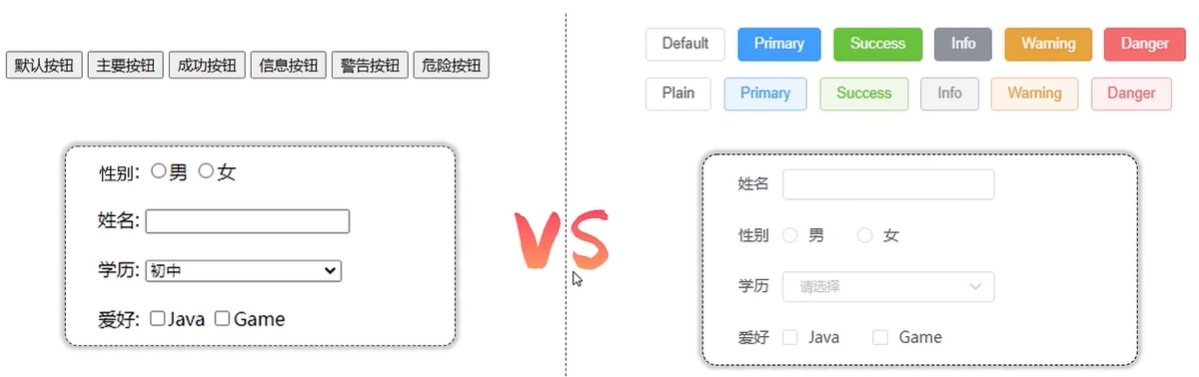 默认按钮 主要按钮 成功按钮 信息按钮 警告按钮 危险按钮
性别: 男 女
姓名:
学历: 初中
爱好: Java Game
VS
Default Primary Success Info Warning Danger
Plain Primary Success Info Warning Danger
姓名
性别 男 女
学历 请选择
爱好 Java Game